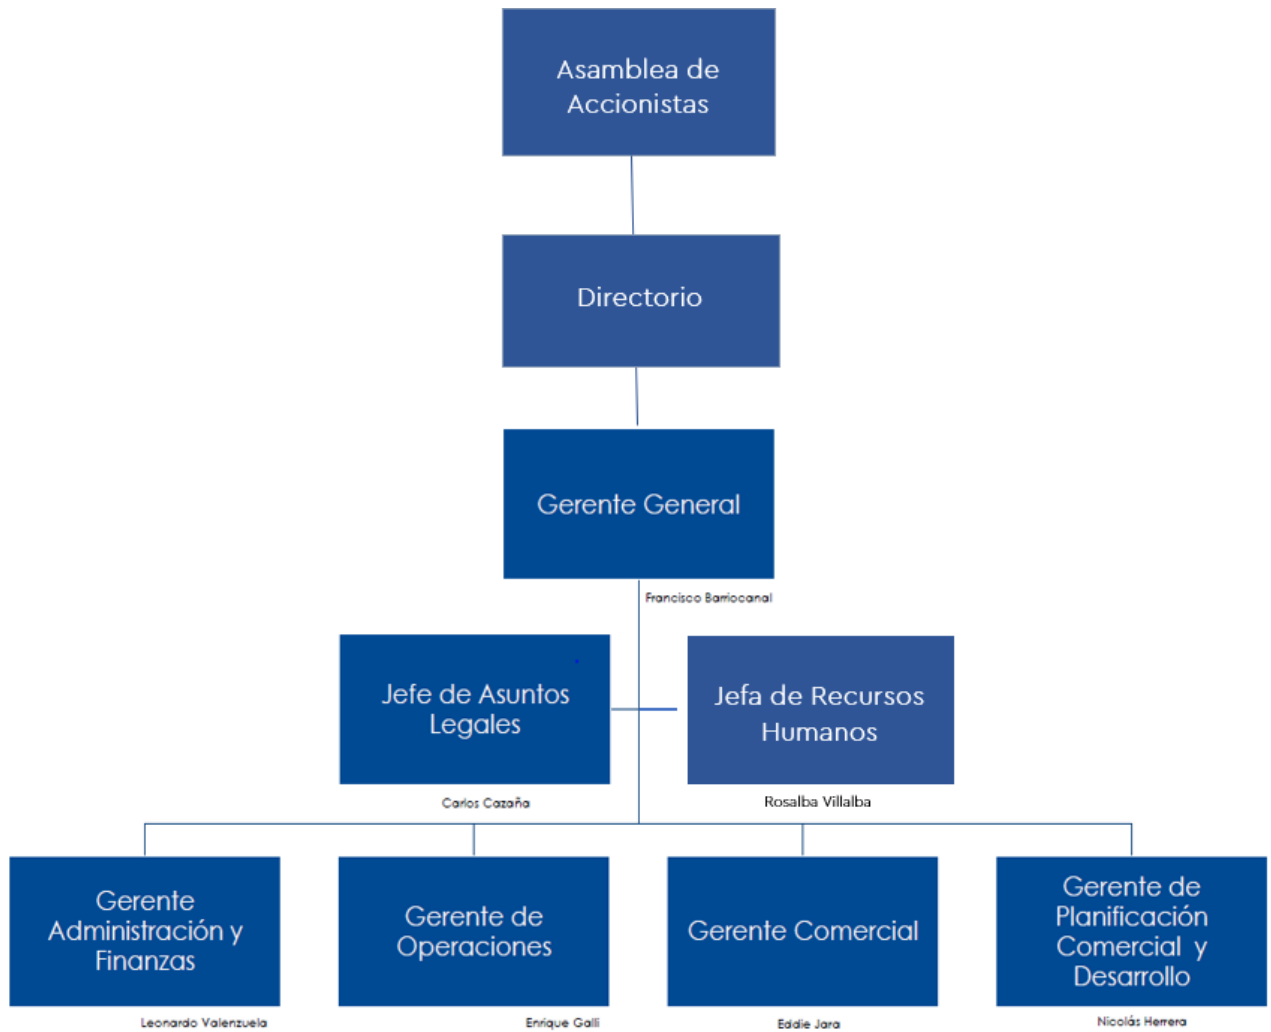 Asamblea de
Accionistas
Directorio
Gerente General
Francisco Barriocanal
Jefe de Asuntos
Legales
Carlos Cazaña
Jefa de Recursos
Humanos
Rosalba Villalba
Gerente
Administración y
Finanzas
Leonardo Valenzuela
Gerente de
Operaciones
Enrique Galli
Gerente Comercial
Eddie Jara
Gerente de
Planificación
Comercial y
Desarrollo
Nicolás Herrera